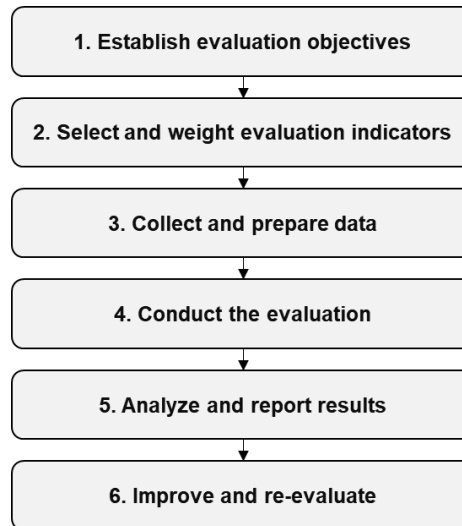 1. Establish evaluation objectives
2. Select and weight evaluation indicators
3. Collect and prepare data
4. Conduct the evaluation
5. Analyze and report results
6. Improve and re-evaluate